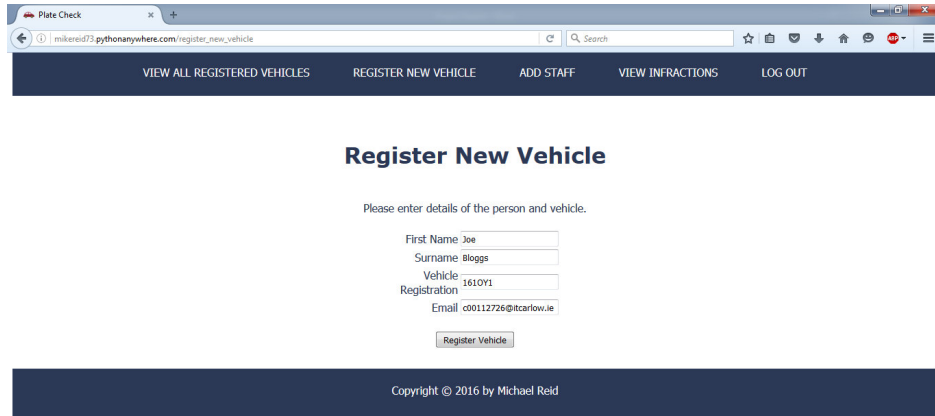 Plate Check
mikereid73.pythonanywhere.com/register_new_vehicle
Search
ABP
VIEW ALL REGISTERED VEHICLES REGISTER NEW VEHICLE ADD STAFF VIEW INFRACTIONS LOG OUT
Register New Vehicle
Please enter details of the person and vehicle.
First Name Joe
Surname Bloggs
Vehicle
Registration 161OY1
Email c00112726@itcarlow.ie
Register Vehicle
Copyright © 2016 by Michael Reid